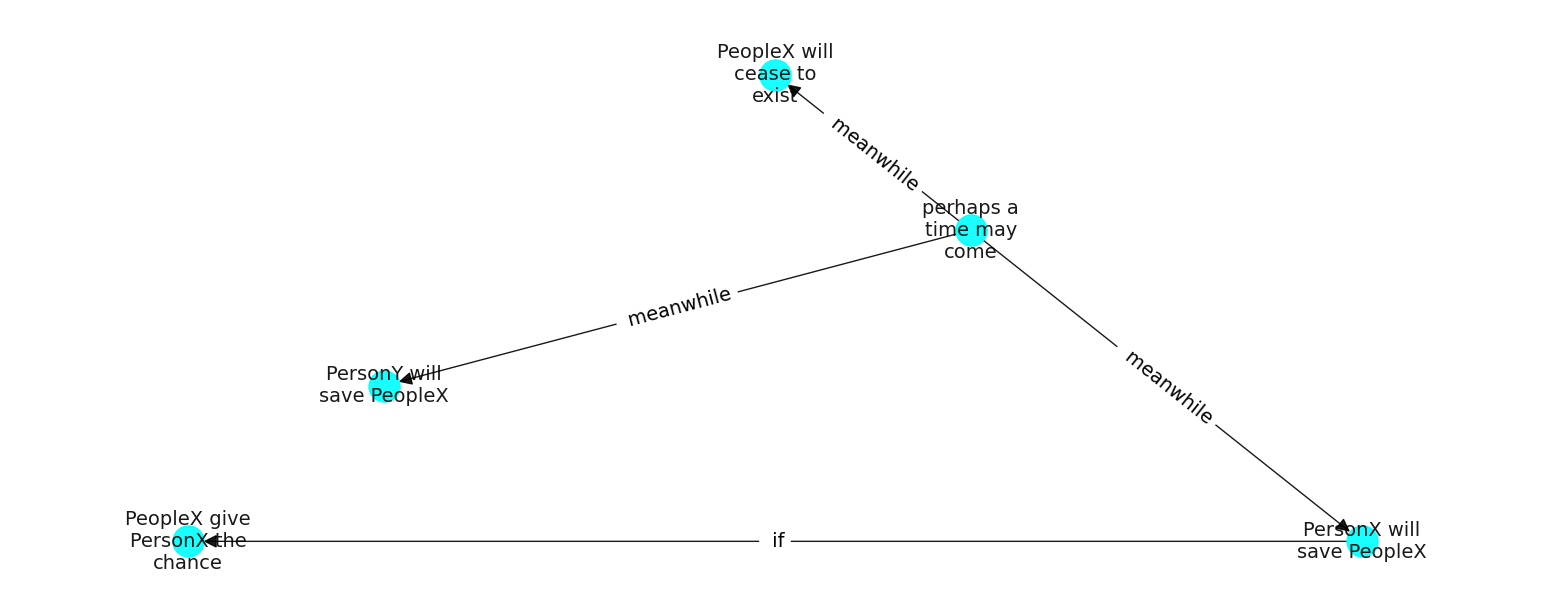 PeopleX will
cease to
exist
meanwhile
perhaps a
time may
come
meanwhile
meanwhile
PersonY will
save PeopleX
PeopleX give
PersonX the
chance
if
PersonX will
save PeopleX